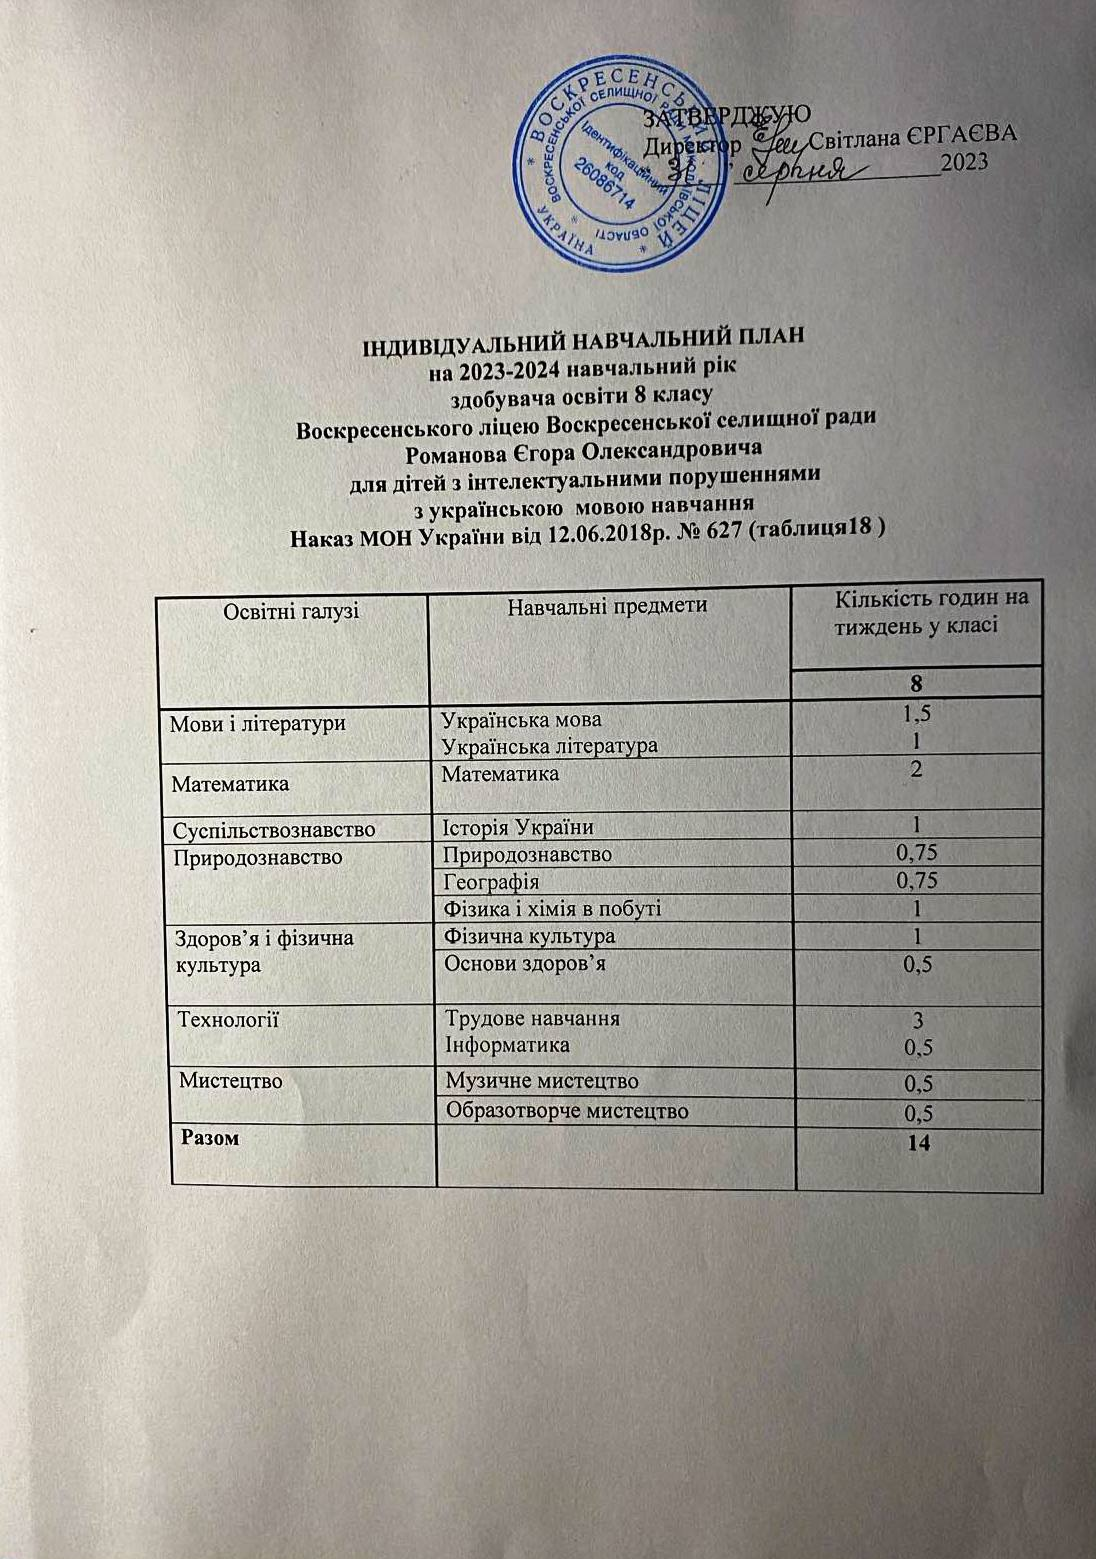 * ВОСКРЕСЕНСЬКИЙ ЛІЦЕЙ *
ВОСКРЕСЕНСЬКОЇ СЕЛИЩНОЇ РАДИ МИКОЛАЇВСЬКОЇ ОБЛАСТІ
УКРАЇНА
Ідентифікаційний
код
26086714
ЗАТВЕРДЖУЮ
Директор Світлана ЄРГАЄВА
31 серпня 2023
ІНДИВІДУАЛЬНИЙ НАВЧАЛЬНИЙ ПЛАН
на 2023-2024 навчальний рік
здобувача освіти 8 класу
Воскресенського ліцею Воскресенської селищної ради
Романова Єгора Олександровича
для дітей з інтелектуальними порушеннями
з українською мовою навчання
Наказ МОН України від 12.06.2018р. № 627 (таблиця18 )
Освітні галузі Навчальні предмети Кількість годин на
тиждень у класі
8
Мови і літератури Українська мова 1,5
Українська література 1
Математика Математика 2
Суспільствознавство Історія України 1
Природознавство Природознавство 0,75
Географія 0,75
Фізика і хімія в побуті 1
Здоров’я і фізична Фізична культура 1
культура Основи здоров’я 0,5
Технології Трудове навчання 3
Інформатика 0,5
Мистецтво Музичне мистецтво 0,5
Образотворче мистецтво 0,5
Разом 14